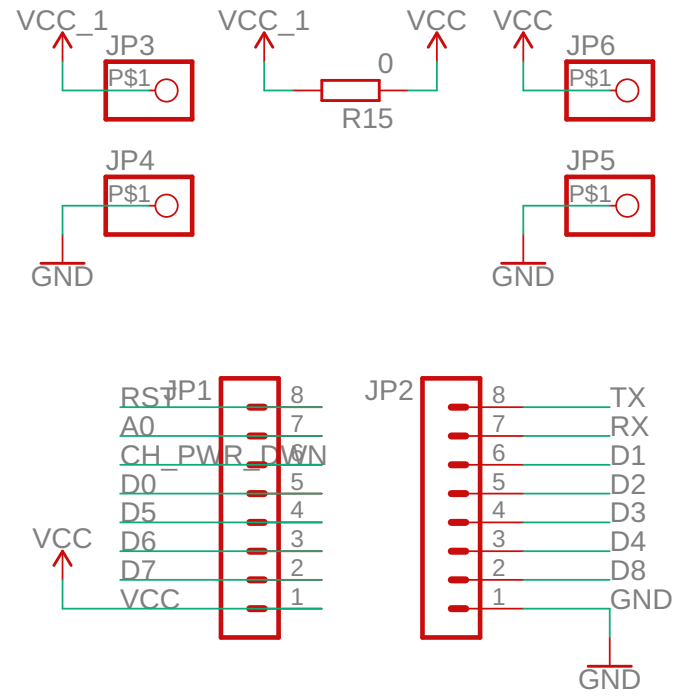 VCC_1 VCC_1 VCC VCC
JP3 JP6
P$1 0 P$1
R15
JP4 JP5
P$1 P$1
GND GND
JP1 JP2
RST 8 8 TX
A0 7 7 RX
CH_PWR_DWN 6 6 D1
D0 5 5 D2
D5 4 4 D3
VCC D6 3 3 D4
D7 2 2 D8
VCC 1 1 GND
GND